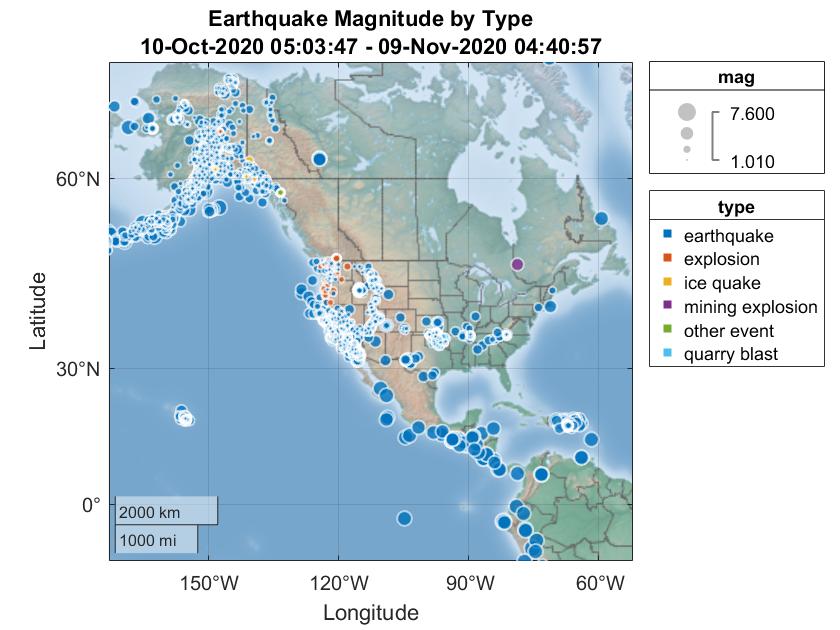 Earthquake Magnitude by Type
10-Oct-2020 05:03:47 - 09-Nov-2020 04:40:57
mag
7.600
1.010
type
earthquake
explosion
ice quake
mining explosion
other event
quarry blast
Latitude
60°N
30°N
0°
2000 km
1000 mi
150°W
120°W
90°W
60°W
Longitude